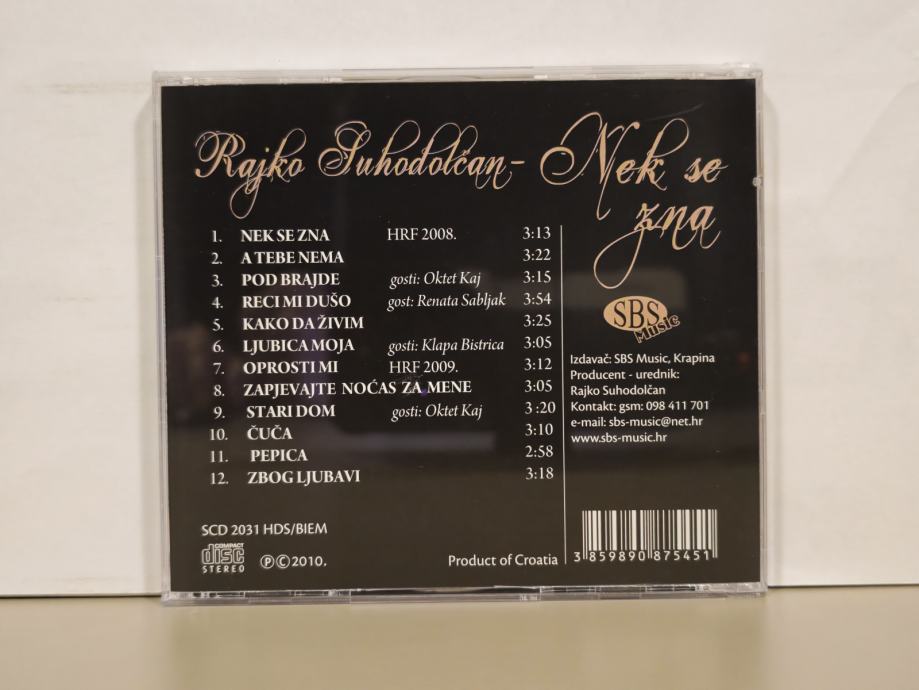 Rajko Suhodolčan - Nek se
zna
1. NEK SE ZNA HRF 2008. 3:13
2. A TEBE NEMA 3:22
3. POD BRAJDE gosti: Oktet Kaj 3:15
4. RECI MI DUŠO gost: Renata Sabljak 3:54
5. KAKO DA ŽIVIM 3:25
6. LJUBICA MOJA gosti: Klapa Bistrica 3:05
7. OPROSTI MI HRF 2009. 3:12
8. ZAPJEVAJTE NOĆAS ZA MENE 3:05
9. STARI DOM gosti: Oktet Kaj 3:20
10. ČUČA 3:10
11. PEPICA 2:58
12. ZBOG LJUBAVI 3:18
SBS
Music
Izdavač: SBS Music, Krapina
Producent - urednik:
Rajko Suhodolčan
Kontakt: gsm: 098 411 701
e-mail: sbs-music@net.hr
www.sbs-music.hr
SCD 2031 HDS/BIEM
COMPACT
disc
STEREO
℗©2010.
Product of Croatia
3 859890 875451